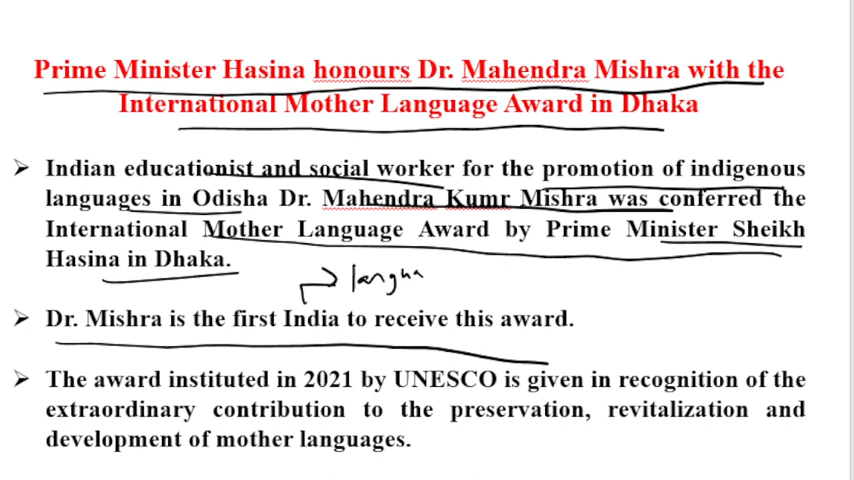 Prime Minister Hasina honours Dr. Mahendra Mishra with the
International Mother Language Award in Dhaka
➢ Indian educationist and social worker for the promotion of indigenous
languages in Odisha Dr. Mahendra Kumr Mishra was conferred the
International Mother Language Award by Prime Minister Sheikh
Hasina in Dhaka.
➢ Dr. Mishra is the first India to receive this award.
➢ The award instituted in 2021 by UNESCO is given in recognition of the
extraordinary contribution to the preservation, revitalization and
development of mother languages.